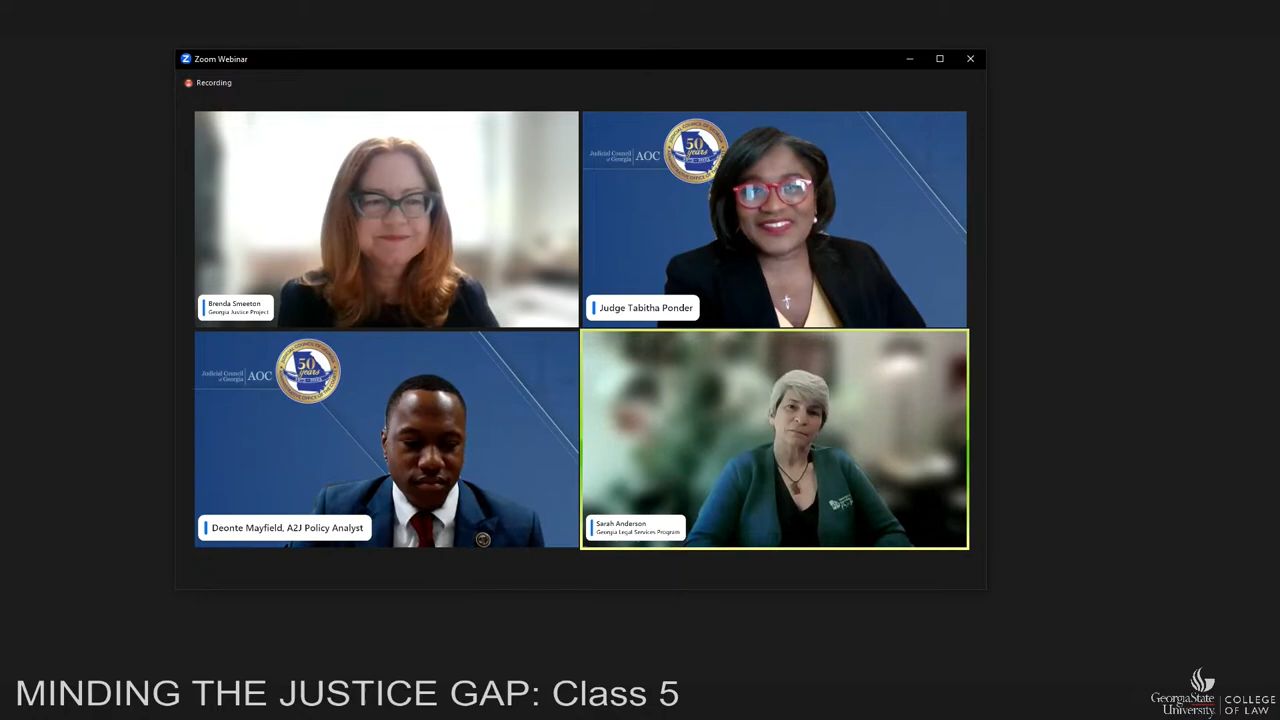 Zoom Webinar
Recording
Judicial Council
of Georgia
AOC
50
years
Brenda Smeeton
Georgia Justice Project
Judge Tabitha Ponder
Judicial Council
of Georgia
AOC
50
years
Deonte Mayfield, A2J Policy Analyst
Sarah Anderson
Georgia Legal Services Program
MINDING THE JUSTICE GAP: Class 5
GeorgiaState
University
COLLEGE
OF LAW